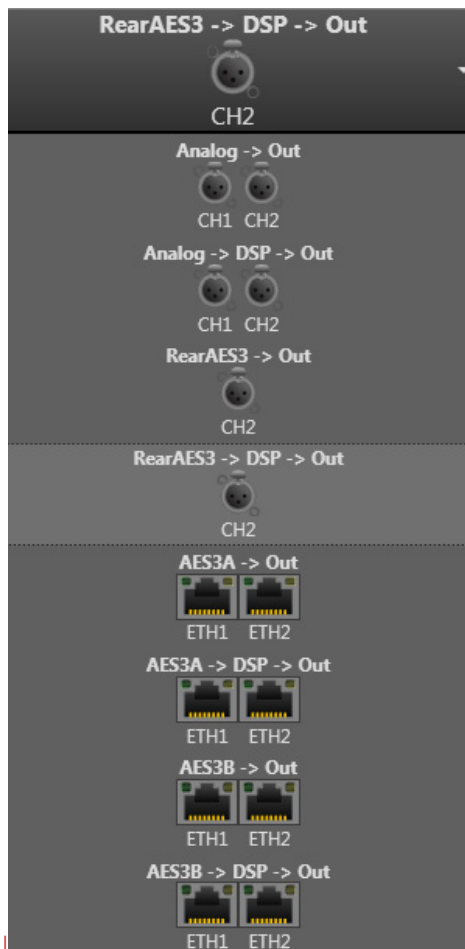 RearAES3 -> DSP -> Out
CH2
Analog -> Out
CH1 CH2
Analog -> DSP -> Out
CH1 CH2
RearAES3 -> Out
CH2
RearAES3 -> DSP -> Out
CH2
AES3A -> Out
ETH1 ETH2
AES3A -> DSP -> Out
ETH1 ETH2
AES3B -> Out
ETH1 ETH2
AES3B -> DSP -> Out
ETH1 ETH2